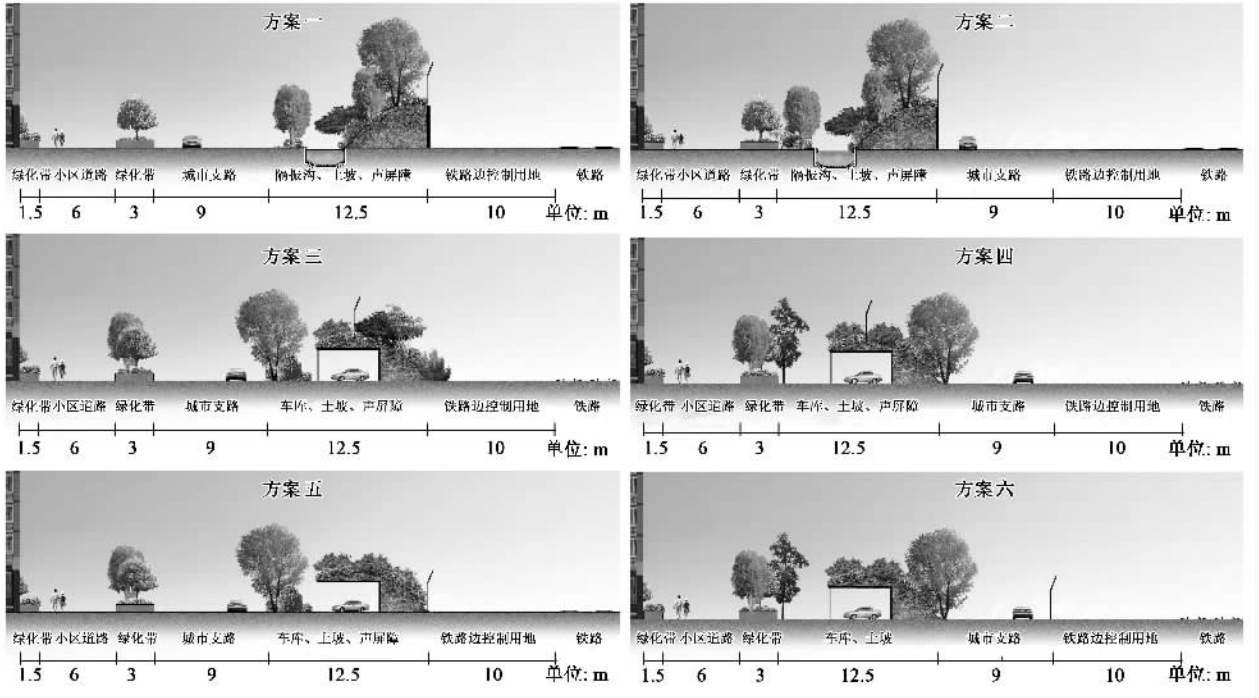 方案一
绿化带 小区道路 绿化带 城市支路 隔振沟、土坡、声屏障 铁路边控制用地 铁路
1.5 6 3 9 12.5 10 单位: m
方案二
绿化带 小区道路 绿化带 隔振沟、土坡、声屏障 城市支路 铁路边控制用地 铁路
1.5 6 3 12.5 9 10 单位: m
方案三
绿化带 小区道路 绿化带 城市支路 车库、土坡、声屏障 铁路边控制用地 铁路
1.5 6 3 9 12.5 10 单位: m
方案四
绿化带 小区道路 绿化带 车库、土坡、声屏障 城市支路 铁路边控制用地 铁路
1.5 6 3 12.5 9 10 单位: m
方案五
绿化带 小区道路 绿化带 城市支路 车库、土坡、声屏障 铁路边控制用地 铁路
1.5 6 3 9 12.5 10 单位: m
方案六
绿化带 小区道路 绿化带 车库、土坡 城市支路 铁路边控制用地 铁路
1.5 6 3 12.5 9 10 单位: m